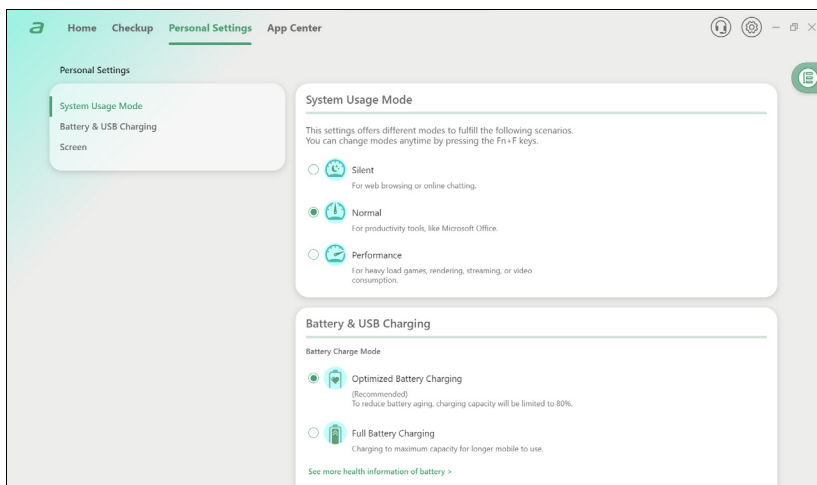 a Home Checkup Personal Settings App Center
Personal Settings
System Usage Mode
Battery & USB Charging
Screen
System Usage Mode
This settings offers different modes to fulfill the following scenarios.
You can change modes anytime by pressing the Fn+F keys.
Silent
For web browsing or online chatting.
Normal
For productivity tools, like Microsoft Office.
Performance
For heavy load games, rendering, streaming, or video
consumption.
Battery & USB Charging
Battery Charge Mode
Optimized Battery Charging
(Recommended)
To reduce battery aging, charging capacity will be limited to 80%.
Full Battery Charging
Charging to maximum capacity for longer mobile to use.
See more health information of battery >